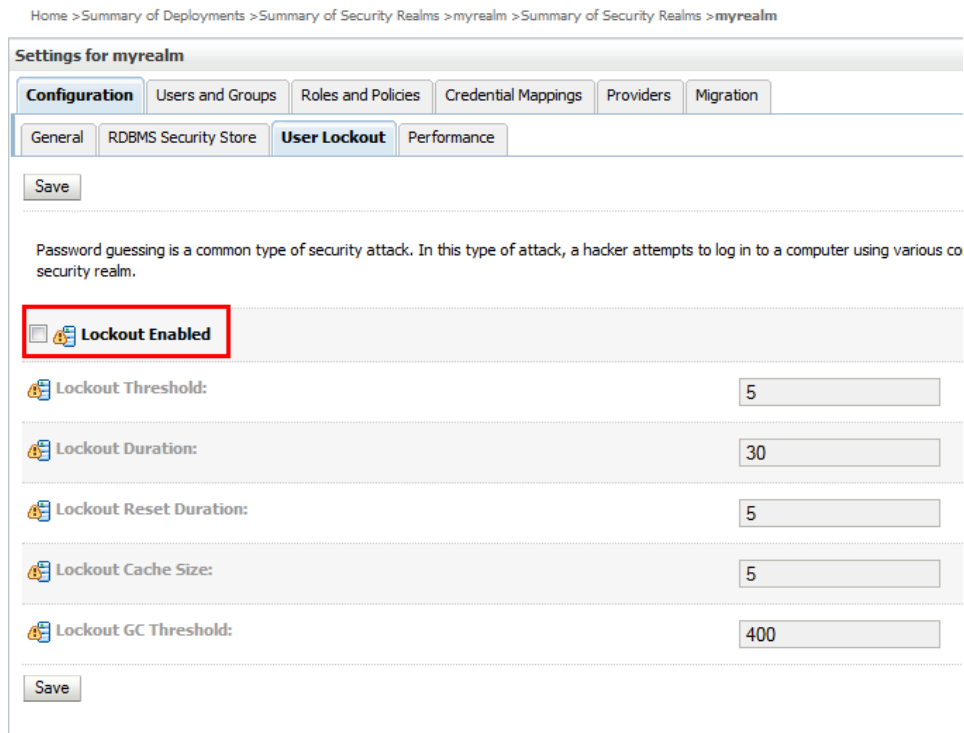 Home >Summary of Deployments >Summary of Security Realms >myrealm >Summary of Security Realms >myrealm
Settings for myrealm
Configuration Users and Groups Roles and Policies Credential Mappings Providers Migration
General RDBMS Security Store User Lockout Performance
Save
Password guessing is a common type of security attack. In this type of attack, a hacker attempts to log in to a computer using various co
security realm.
Lockout Enabled
Lockout Threshold: 5
Lockout Duration: 30
Lockout Reset Duration: 5
Lockout Cache Size: 5
Lockout GC Threshold: 400
Save